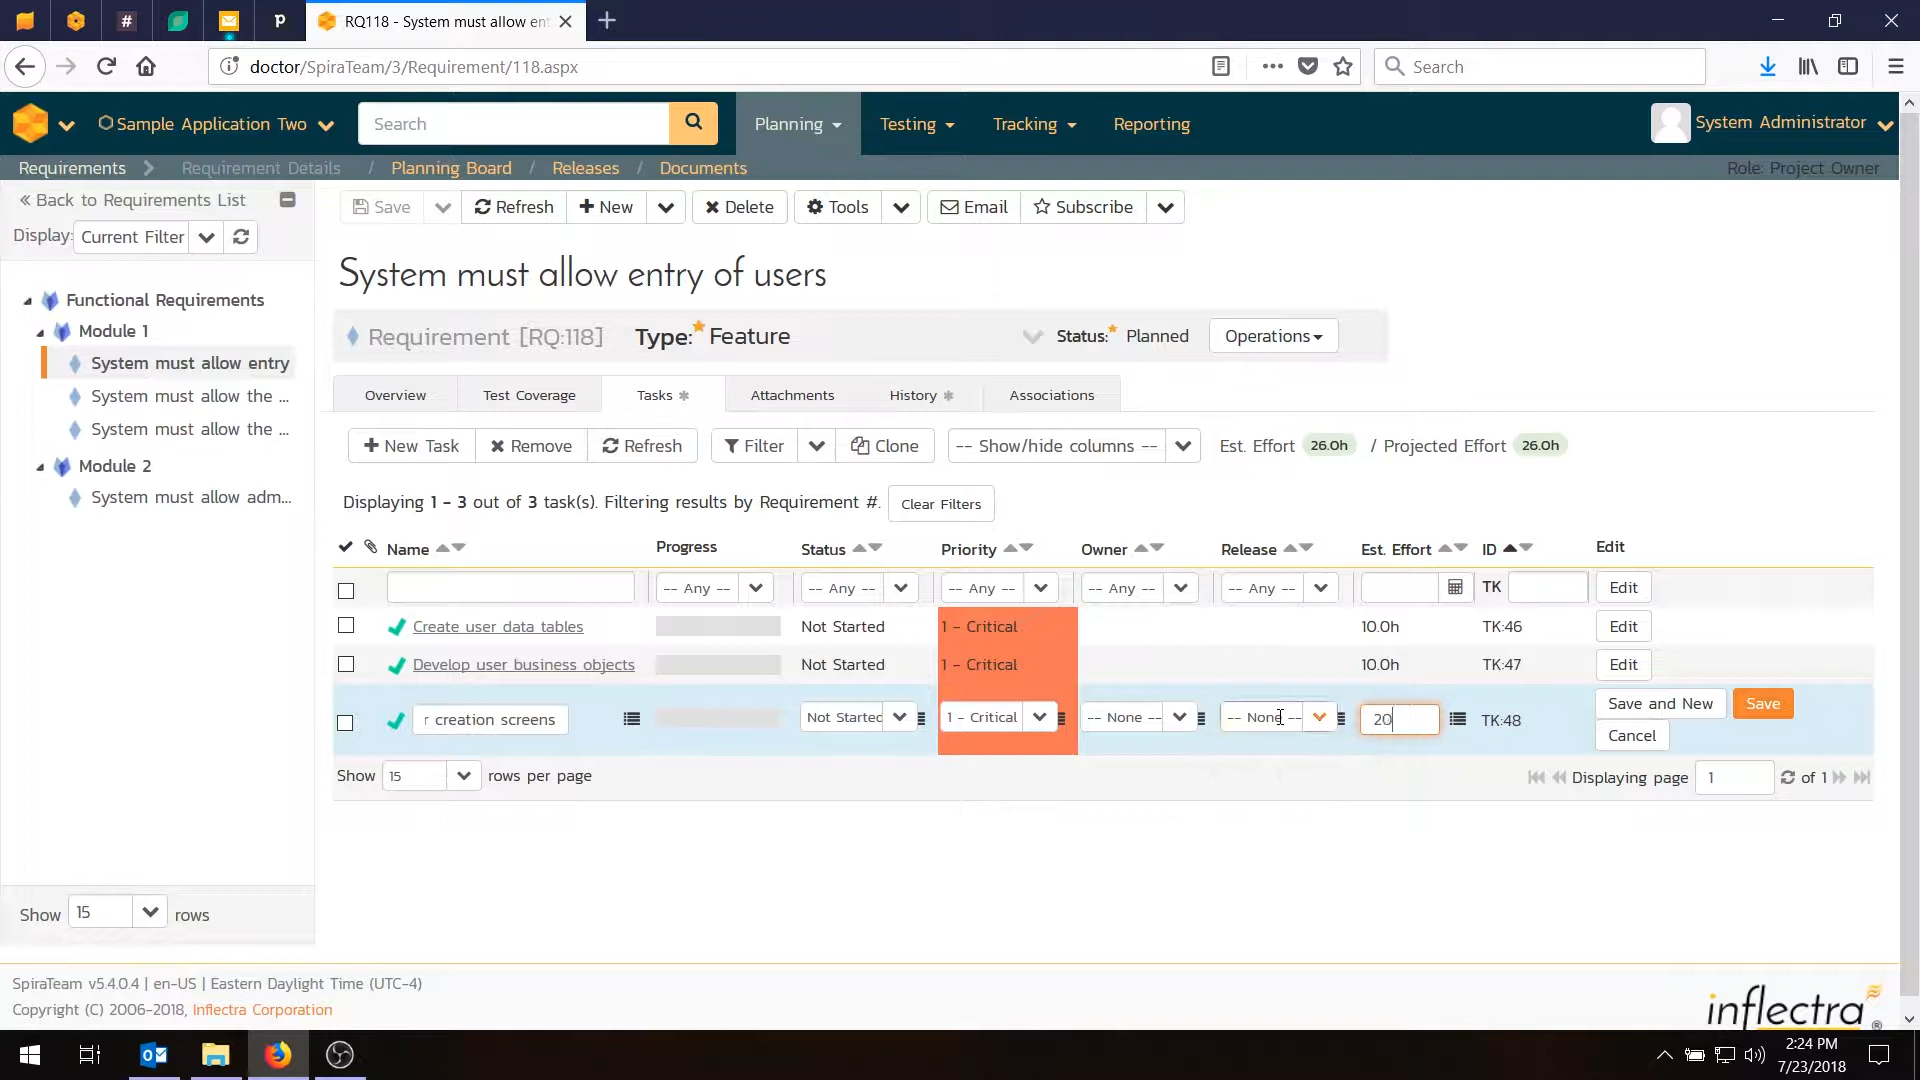 RQ118 - System must allow ent
doctor/SpiraTeam/3/Requirement/118.aspx
Search
Sample Application Two
Search
Planning
Testing
Tracking
Reporting
System Administrator
Requirements
Requirement Details
/ Planning Board
/ Releases
/ Documents
Role: Project Owner
« Back to Requirements List
Display: Current Filter
Functional Requirements
Module 1
System must allow entry
System must allow the ...
System must allow the ...
Module 2
System must allow adm...
Show 15 rows
Save
Refresh
New
Delete
Tools
Email
Subscribe
System must allow entry of users
Requirement [RQ:118]
Type: Feature
Status: Planned
Operations
Overview
Test Coverage
Tasks
Attachments
History
Associations
New Task
Remove
Refresh
Filter
Clone
-- Show/hide columns --
Est. Effort 26.0h / Projected Effort 26.0h
Displaying 1 - 3 out of 3 task(s). Filtering results by Requirement #.
Clear Filters
Name Progress Status Priority Owner Release Est. Effort ID Edit
-- Any -- -- Any -- -- Any -- -- Any -- -- Any -- TK Edit
Create user data tables Not Started 1 - Critical 10.0h TK:46 Edit
Develop user business objects Not Started 1 - Critical 10.0h TK:47 Edit
r creation screens Not Started 1 - Critical -- None -- -- None -- 20 TK:48 Save and New Save
Cancel
Show 15 rows per page
Displaying page 1 of 1
SpiraTeam v5.4.0.4 | en-US | Eastern Daylight Time (UTC-4)
Copyright (C) 2006-2018, Inflectra Corporation
inflectra ®
2:24 PM
7/23/2018